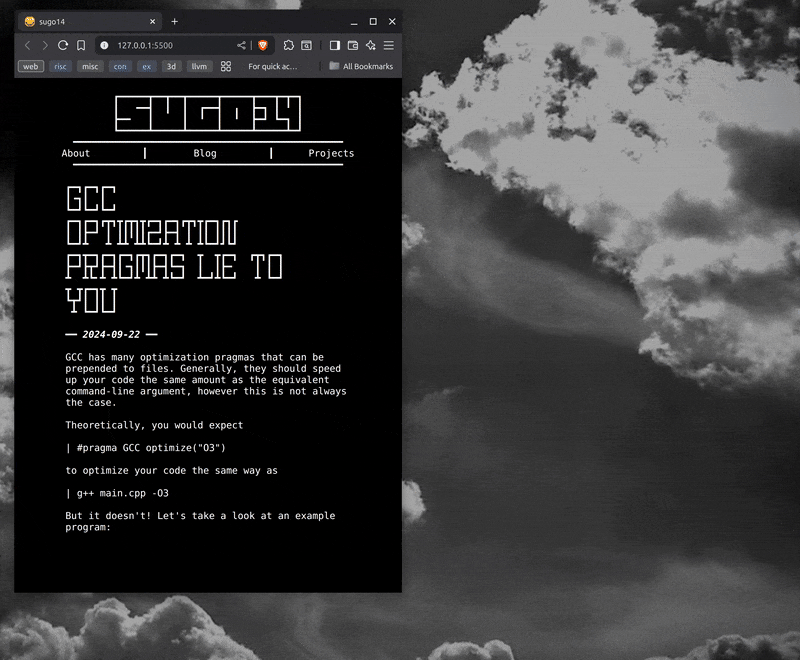 sugo14
127.0.0.1:5500
web risc misc con ex 3d llvm For quick ac... All Bookmarks
SUGO14
About | Blog | Projects
GCC
OPTIMIZATION
PRAGMAS LIE TO
YOU
—— 2024-09-22 ——
GCC has many optimization pragmas that can be
prepended to files. Generally, they should speed
up your code the same amount as the equivalent
command-line argument, however this is not always
the case.
Theoretically, you would expect
| #pragma GCC optimize("O3")
to optimize your code the same way as
| g++ main.cpp -O3
But it doesn't! Let's take a look at an example
program: